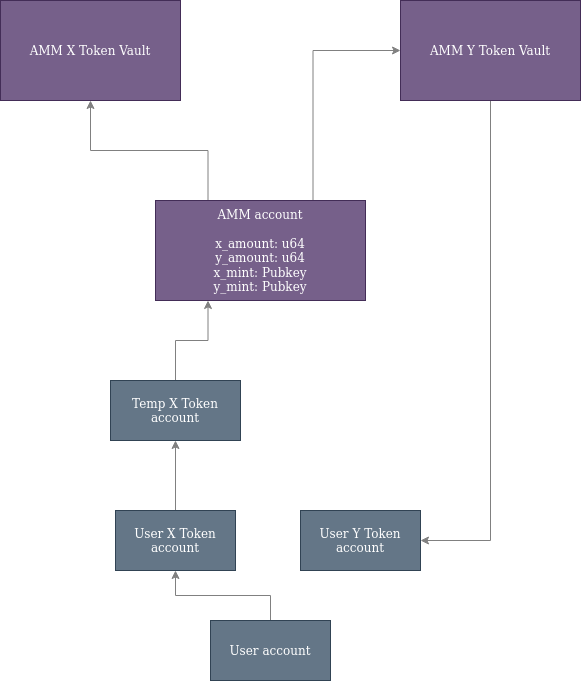 AMM X Token Vault
AMM Y Token Vault
AMM account
x_amount: u64
y_amount: u64
x_mint: Pubkey
y_mint: Pubkey
Temp X Token
account
User X Token
account
User Y Token
account
User account